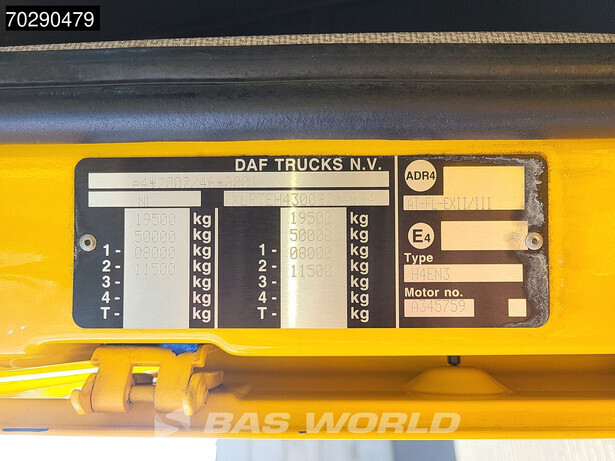 70290479
DAF TRUCKS N.V.
ADR4
AT-FL-EXII/III
NL
19500 kg 19500 kg
50000 kg 50000 kg
1- 08000 kg 1- 08000 kg
2- 11500 kg 2- 11500 kg
3- kg 3- kg
4- kg 4- kg
T- kg T- kg
E4
Type
H4EN3
Motor no.
A345759
BAS WORLD